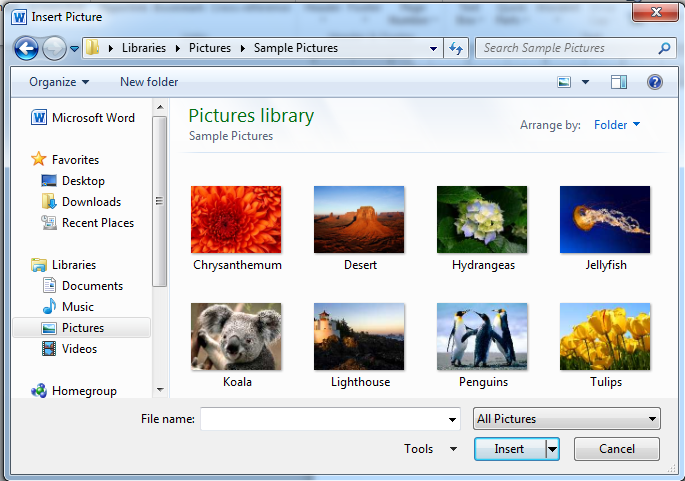 Insert Picture
Libraries Pictures Sample Pictures Search Sample Pictures
Organize New folder
Microsoft Word
Favorites
Desktop
Downloads
Recent Places
Libraries
Documents
Music
Pictures
Videos
Homegroup
Pictures library
Sample Pictures
Arrange by: Folder
Chrysanthemum Desert Hydrangeas Jellyfish
Koala Lighthouse Penguins Tulips
File name: All Pictures
Tools Insert Cancel